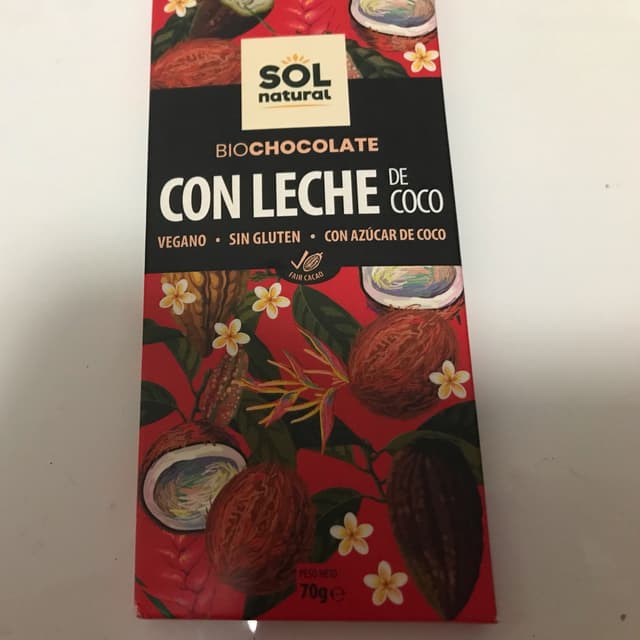 SOL
natural
BIOCHOCOLATE
CON LECHE DE COCO
VEGANO • SIN GLUTEN • CON AZÚCAR DE COCO
FAIR CACAO
PESO NETO
70g e